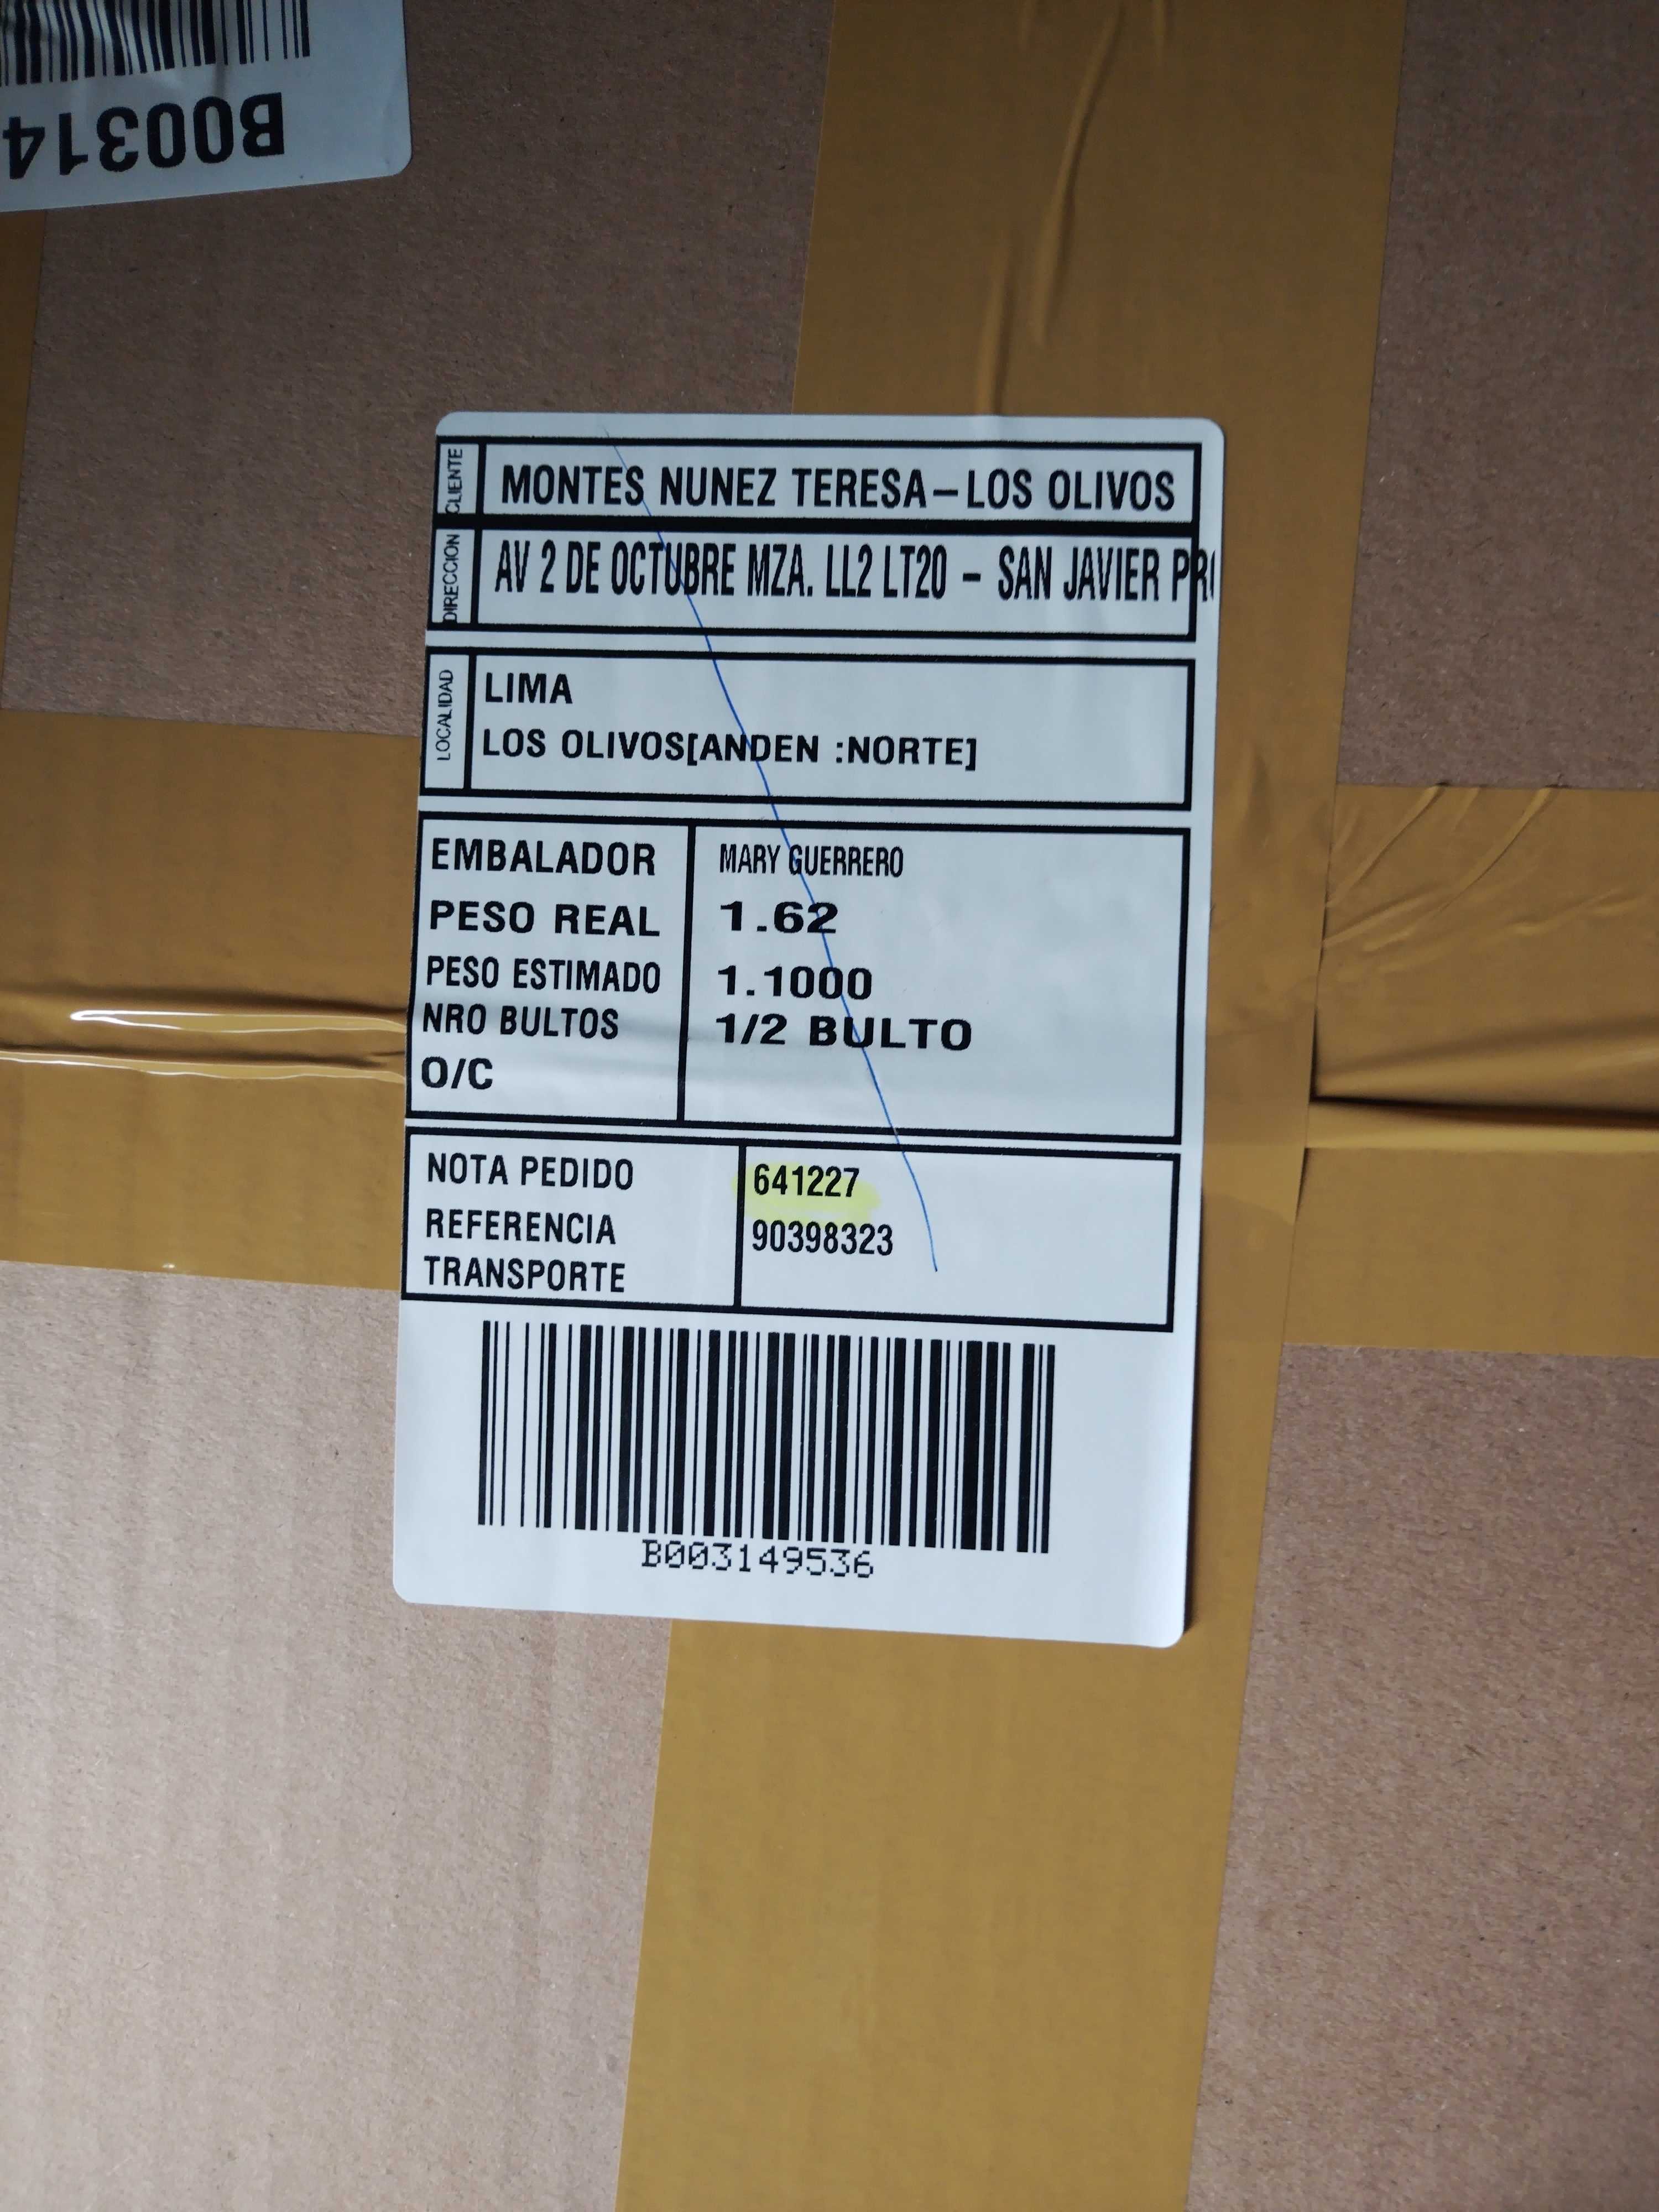 B00314
CLIENTE MONTES NUNEZ TERESA-LOS OLIVOS
DIRECCION AV 2 DE OCTUBRE MZA. LL2 LT20 - SAN JAVIER PR
LOCALIDAD LIMA
LOS OLIVOS[ANDEN :NORTE]
EMBALADOR MARY GUERRERO
PESO REAL 1.62
PESO ESTIMADO 1.1000
NRO BULTOS 1/2 BULTO
O/C
NOTA PEDIDO 641227
REFERENCIA 90398323
TRANSPORTE
B003149536